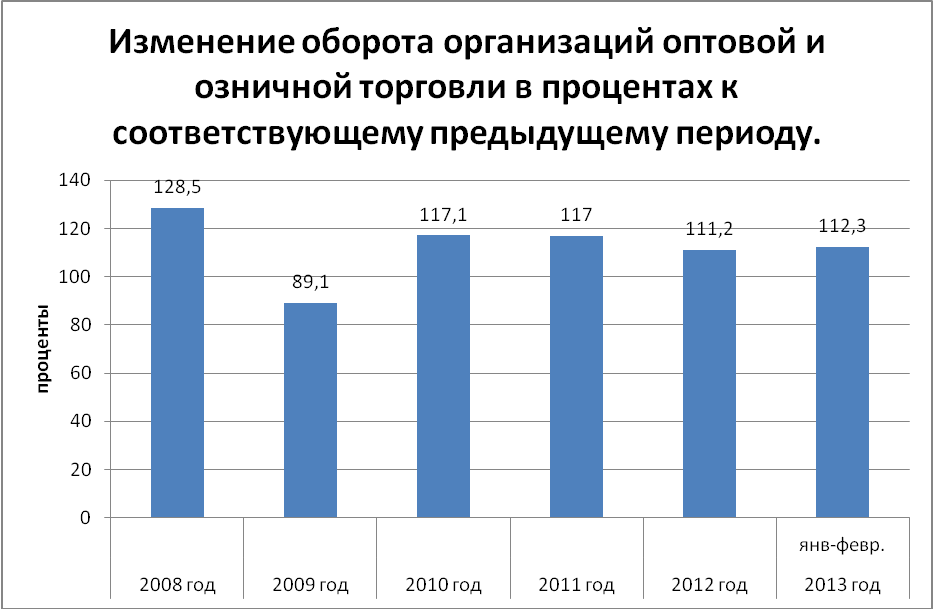 Изменение оборота организаций оптовой и
озничной торговли в процентах к
соответствующему предыдущему периоду.
проценты
140
120
100
80
60
40
20
0
128,5
89,1
117,1
117
111,2
112,3
янв-февр.
2008 год
2009 год
2010 год
2011 год
2012 год
2013 год